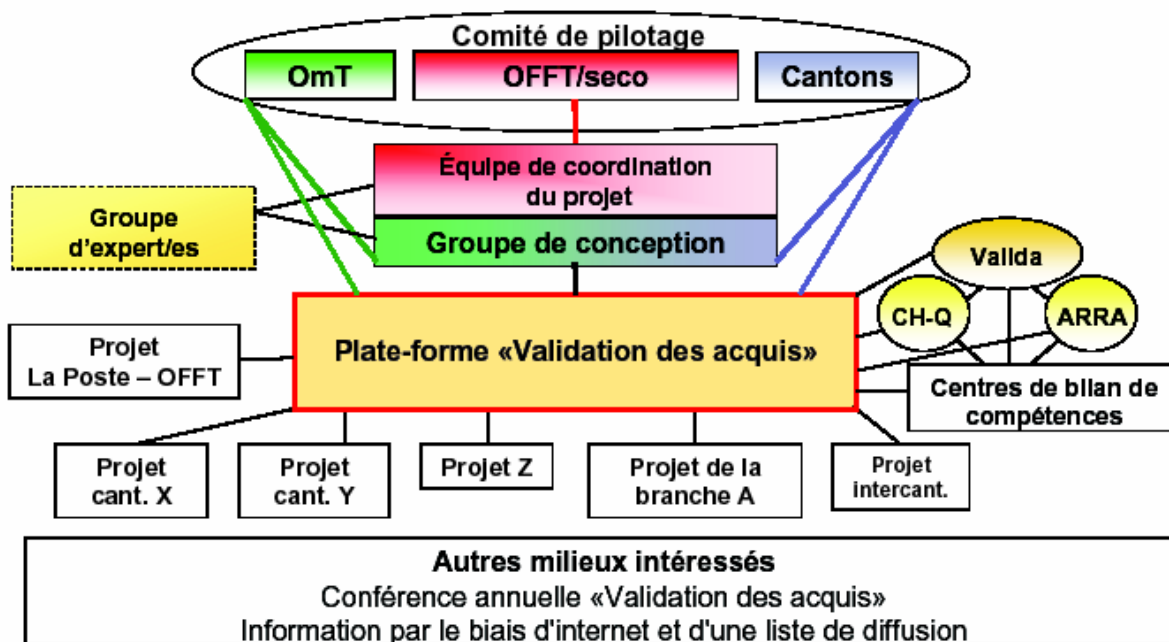 Comité de pilotage
OmT
OFFT/seco
Cantons
Équipe de coordination
du projet
Groupe
d'expert/es
Groupe de conception
Valida
CH-Q
ARRA
Projet
La Poste – OFFT
Plate-forme «Validation des acquis»
Centres de bilan de
compétences
Projet
cant. X
Projet
cant. Y
Projet Z
Projet de la
branche A
Projet
intercant.
Autres milieux intéressés
Conférence annuelle «Validation des acquis»
Information par le biais d'internet et d'une liste de diffusion